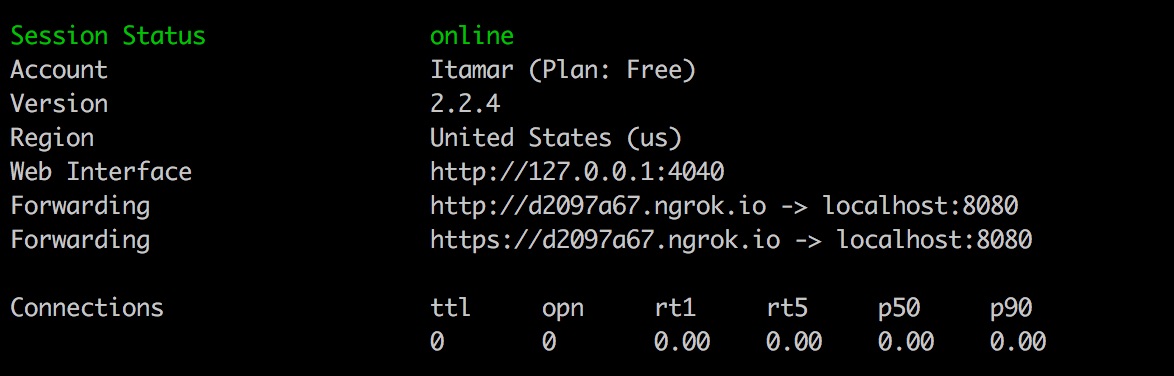 Session Status online
Account Itamar (Plan: Free)
Version 2.2.4
Region United States (us)
Web Interface http://127.0.0.1:4040
Forwarding http://d2097a67.ngrok.io -> localhost:8080
Forwarding https://d2097a67.ngrok.io -> localhost:8080
Connections ttl opn rt1 rt5 p50 p90
0 0 0.00 0.00 0.00 0.00